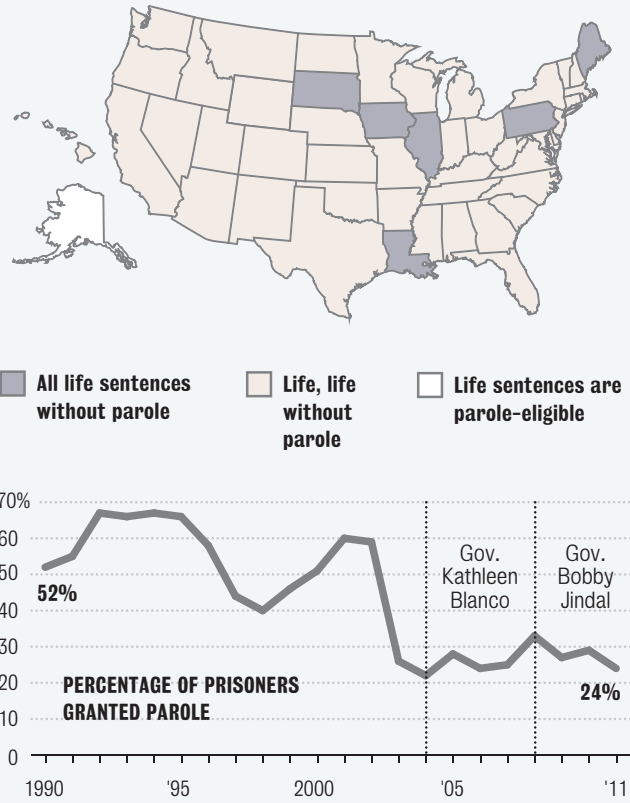 All life sentences
without parole
Life, life
without
parole
Life sentences are
parole-eligible
70%
60
50
40
30
20
10
0
52%
Gov.
Kathleen
Blanco
Gov.
Bobby
Jindal
24%
PERCENTAGE OF PRISONERS
GRANTED PAROLE
1990
'95
2000
'05
'11